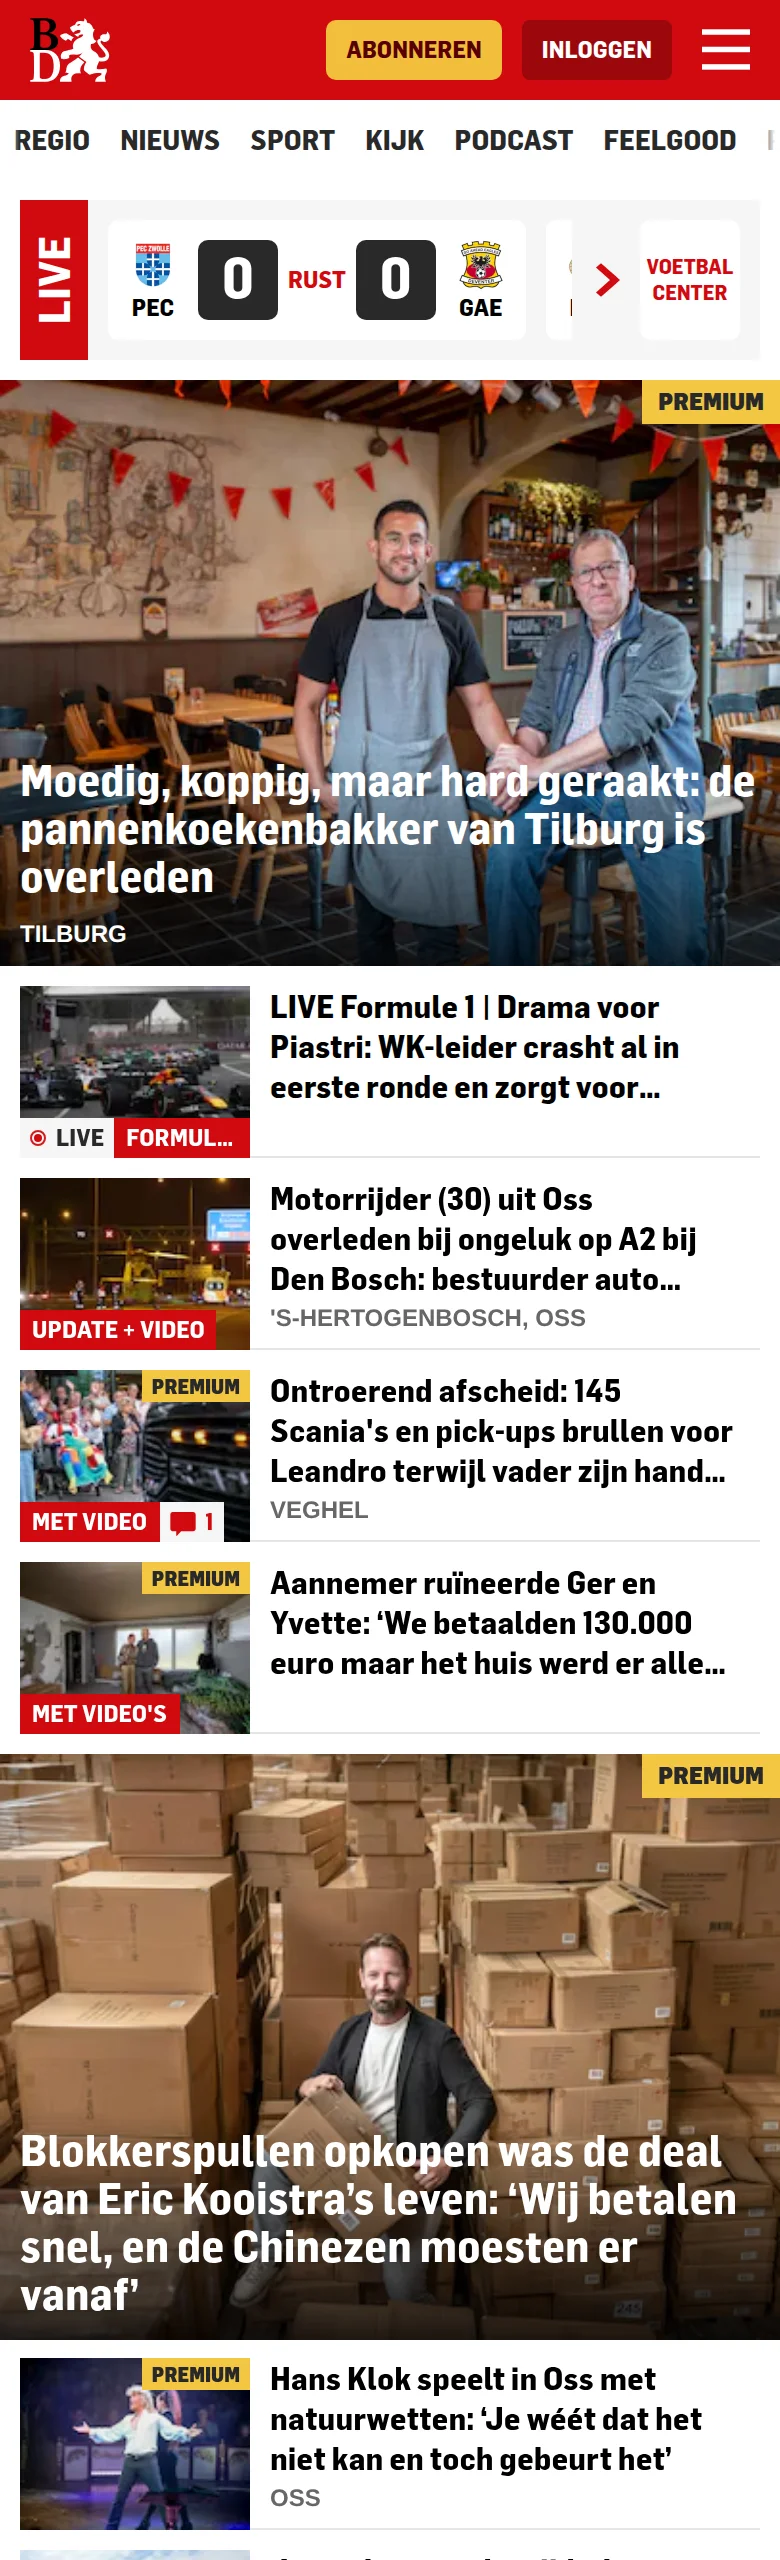 B
D
ABONNEREN
INLOGGEN
REGIO NIEUWS SPORT KIJK PODCAST FEELGOOD
LIVE
PEC ZWOLLE
PEC
0
RUST
0
GAE
VOETBAL
CENTER
PREMIUM
Moedig, koppig, maar hard geraakt: de
pannenkoekenbakker van Tilburg is
overleden
TILBURG
LIVE FORMUL...
LIVE Formule 1 | Drama voor
Piastri: WK-leider crasht al in
eerste ronde en zorgt voor...
UPDATE + VIDEO
Motorrijder (30) uit Oss
overleden bij ongeluk op A2 bij
Den Bosch: bestuurder auto...
'S-HERTOGENBOSCH, OSS
PREMIUM
MET VIDEO 1
Ontroerend afscheid: 145
Scania's en pick-ups brullen voor
Leandro terwijl vader zijn hand...
VEGHEL
PREMIUM
MET VIDEO'S
Aannemer ruïneerde Ger en
Yvette: ‘We betaalden 130.000
euro maar het huis werd er alle...
PREMIUM
Blokkerspullen opkopen was de deal
van Eric Kooistra’s leven: ‘Wij betalen
snel, en de Chinezen moesten er
vanaf’
PREMIUM
Hans Klok speelt in Oss met
natuurwetten: ‘Je wéét dat het
niet kan en toch gebeurt het’
OSS